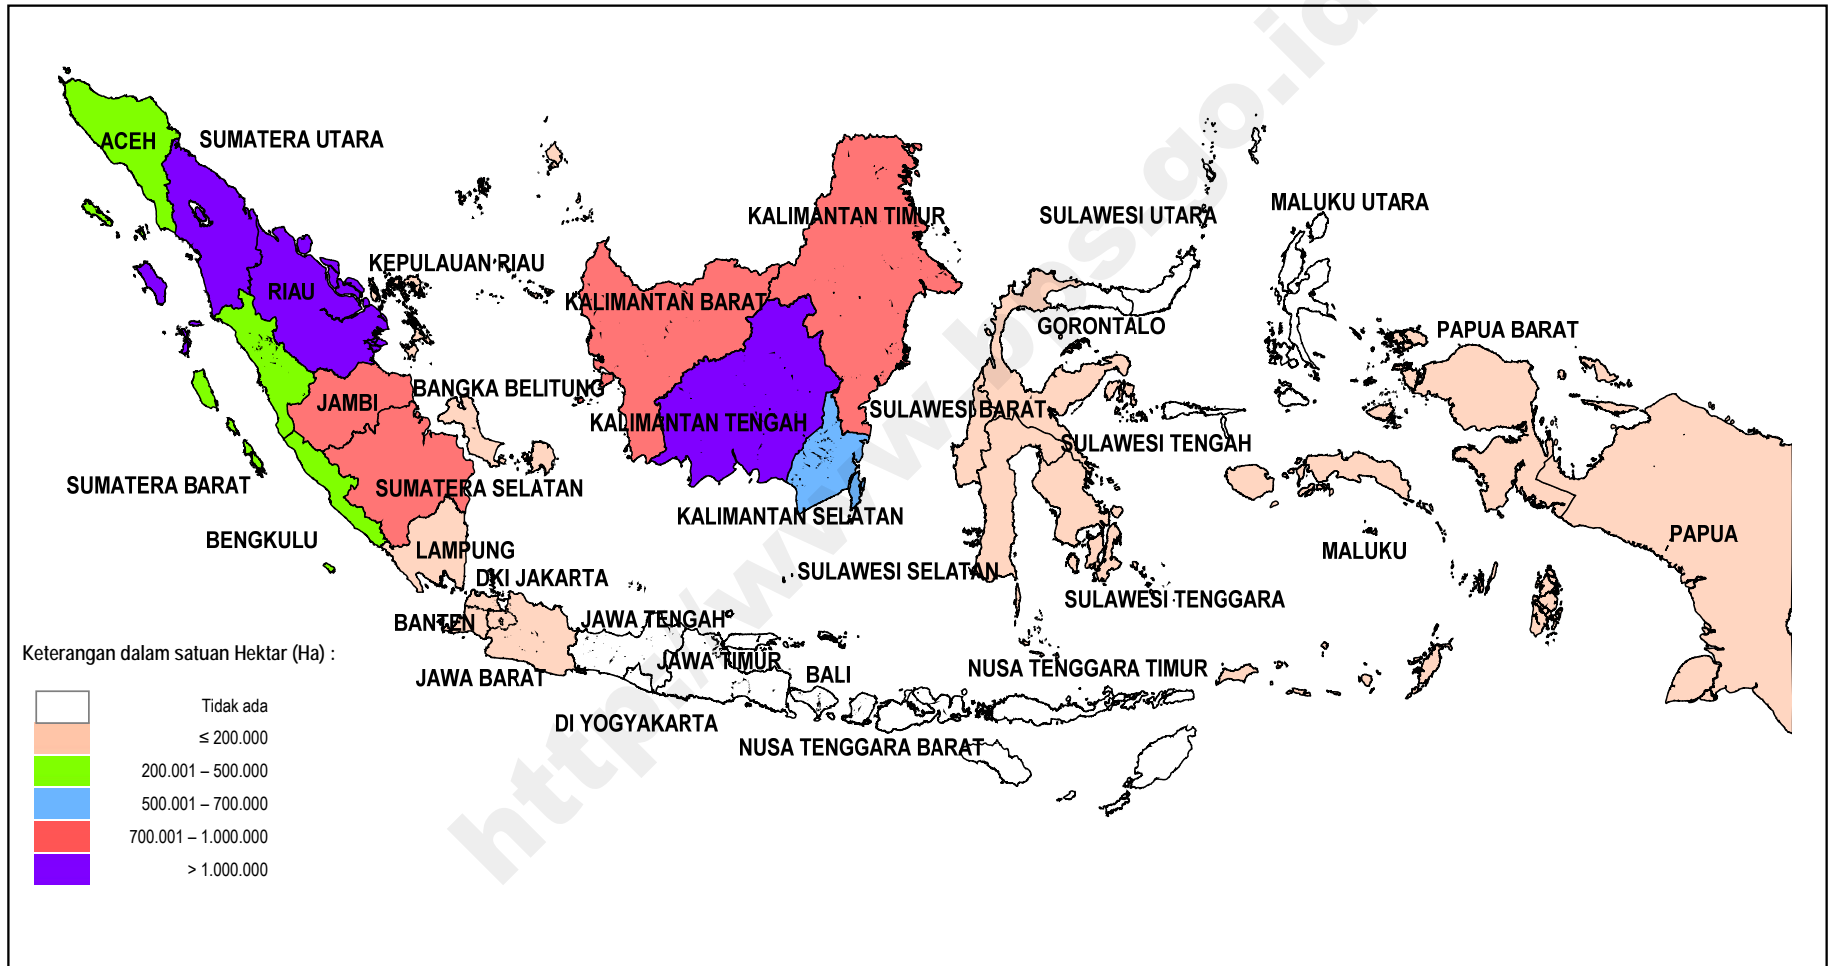 ACEH
SUMATERA UTARA
MALUKU UTARA
KALIMANTAN TIMUR
SULAWESI UTARA
KEPULAUAN RIAU
RIAU
KALIMANTAN BARAT
GORONTALO
PAPUA BARAT
BANGKA BELITUNG
JAMBI
SULAWESI BARAT
KALIMANTAN TENGAH
SULAWESI TENGAH
SUMATERA BARAT
SUMATERA SELATAN
KALIMANTAN SELATAN
PAPUA
BENGKULU
LAMPUNG
MALUKU
SULAWESI SELATAN
DKI JAKARTA
SULAWESI TENGGARA
BANTEN
JAWA TENGAH
JAWA TIMUR
NUSA TENGGARA TIMUR
BALI
JAWA BARAT
DI YOGYAKARTA
NUSA TENGGARA BARAT
Keterangan dalam satuan Hektar (Ha) :
Tidak ada
≤ 200.000
200.001 – 500.000
500.001 – 700.000
700.001 – 1.000.000
> 1.000.000
http://www.bps.go.id